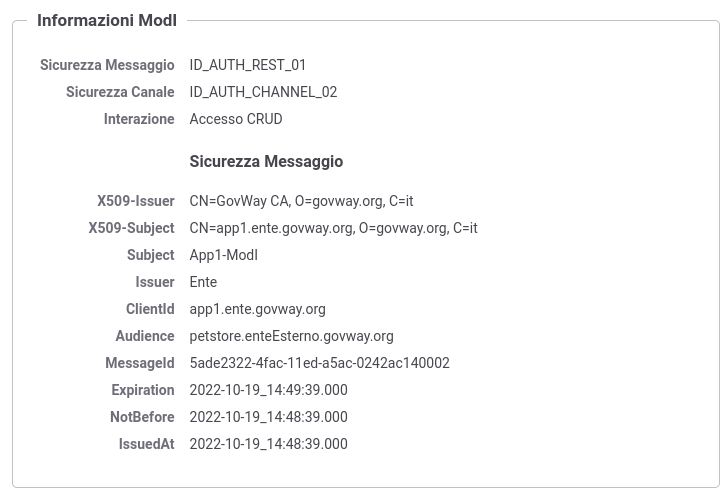 Informazioni ModI
Sicurezza Messaggio ID_AUTH_REST_01
Sicurezza Canale ID_AUTH_CHANNEL_02
Interazione Accesso CRUD
Sicurezza Messaggio
X509-Issuer CN=GovWay CA, O=govway.org, C=it
X509-Subject CN=app1.ente.govway.org, O=govway.org, C=it
Subject App1-ModI
Issuer Ente
ClientId app1.ente.govway.org
Audience petstore.enteEsterno.govway.org
MessageId 5ade2322-4fac-11ed-a5ac-0242ac140002
Expiration 2022-10-19_14:49:39.000
NotBefore 2022-10-19_14:48:39.000
IssuedAt 2022-10-19_14:48:39.000